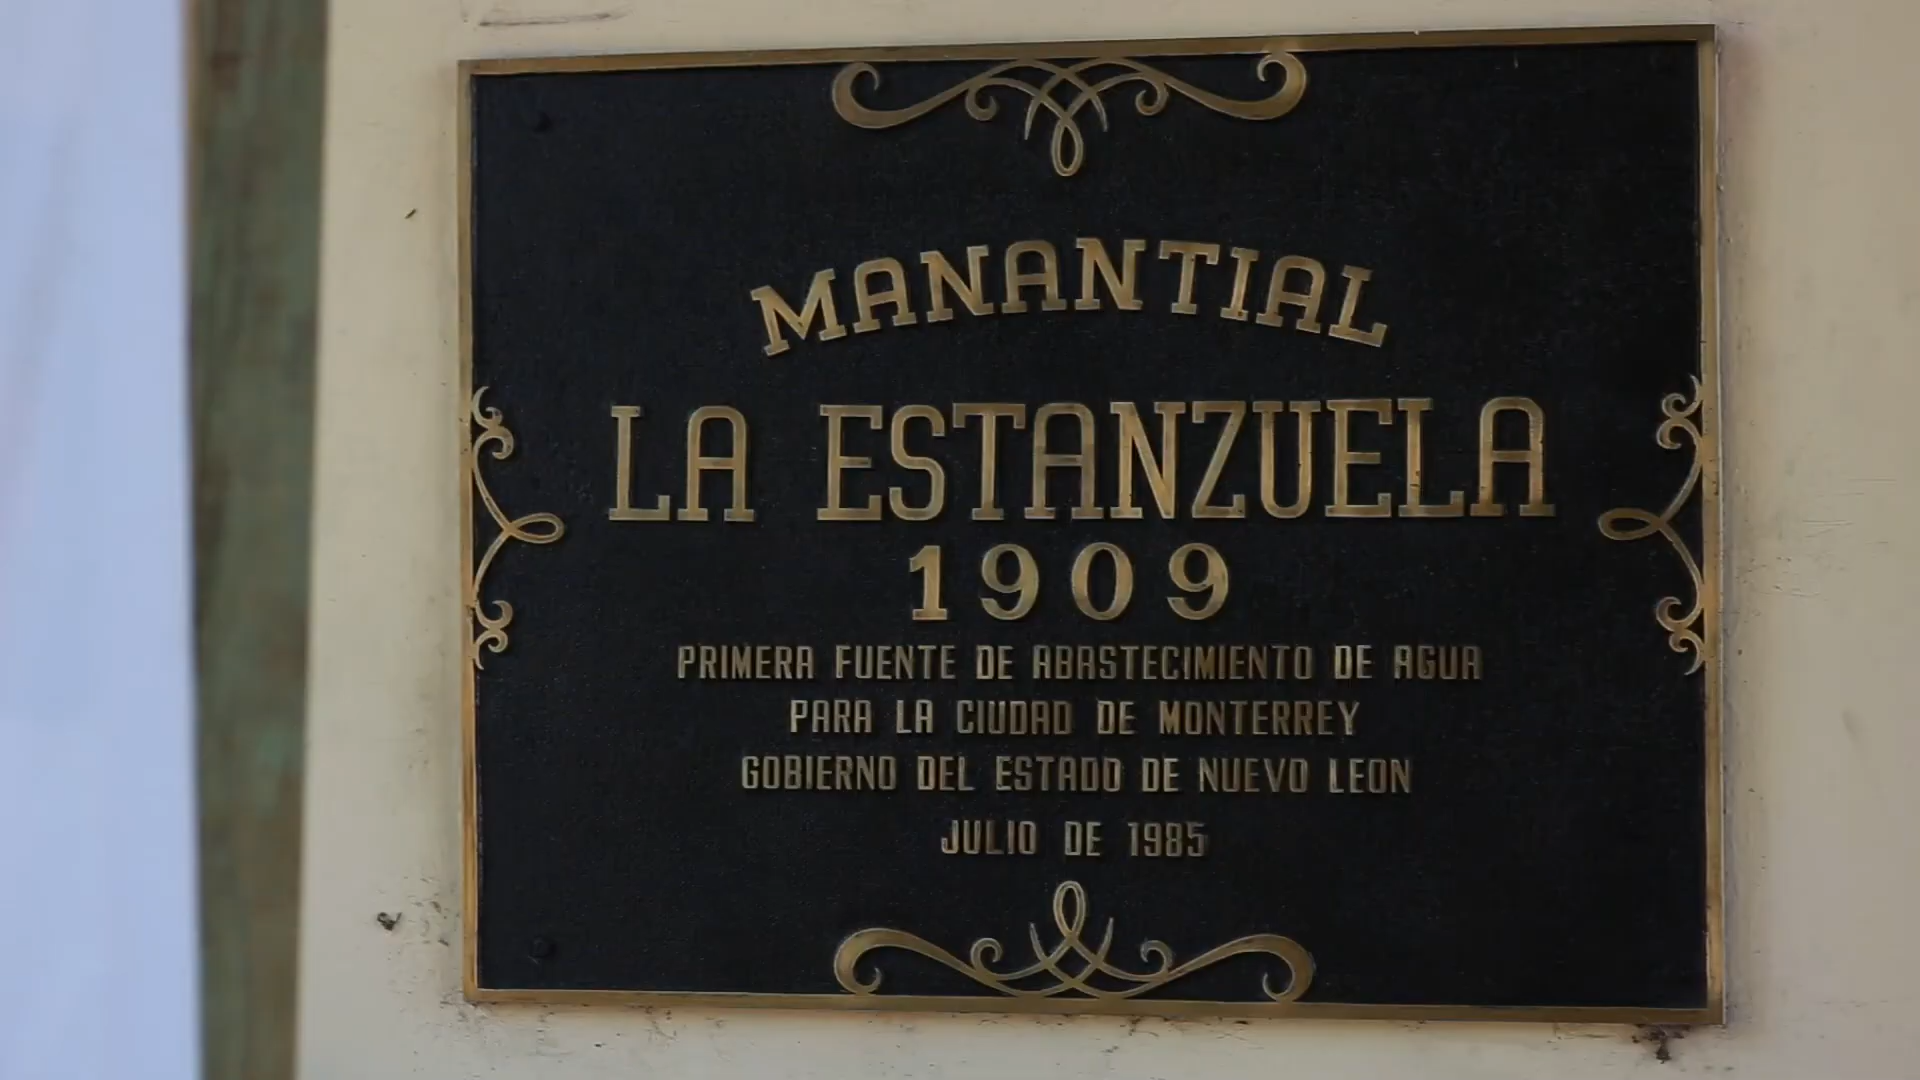 MANANTIAL
LA ESTANZUELA
1909
PRIMERA FUENTE DE ABASTECIMIENTO DE AGUA
PARA LA CIUDAD DE MONTERREY
GOBIERNO DEL ESTADO DE NUEVO LEON
JULIO DE 1985